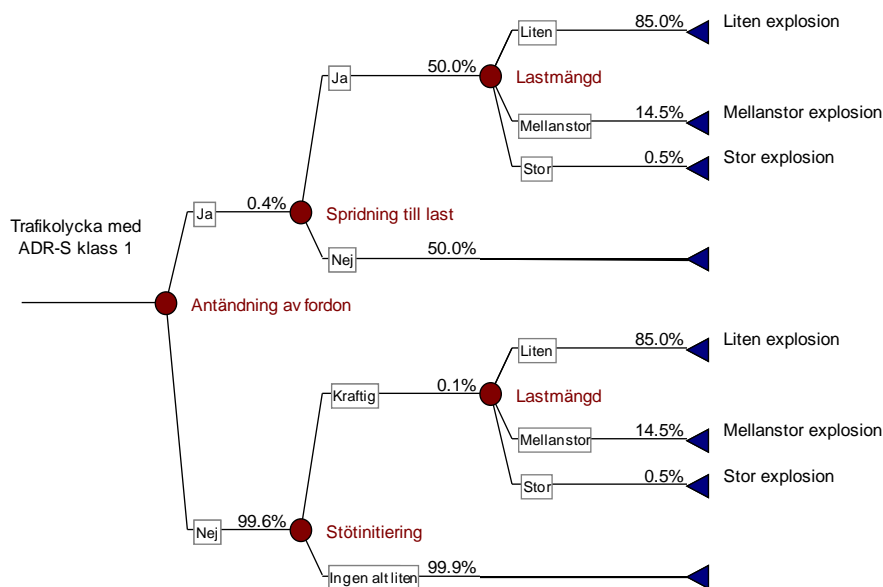 Liten
85.0%
Liten explosion
Ja
50.0%
Lastmängd
Mellanstor
14.5%
Mellanstor explosion
Stor
0.5%
Stor explosion
Trafikolycka med
ADR-S klass 1
Ja
0.4%
Spridning till last
Nej
50.0%
Antändning av fordon
Liten
85.0%
Liten explosion
Kraftig
0.1%
Lastmängd
Mellanstor
14.5%
Mellanstor explosion
Stor
0.5%
Stor explosion
Nej
99.6%
Stötinitiering
Ingen alt liten
99.9%